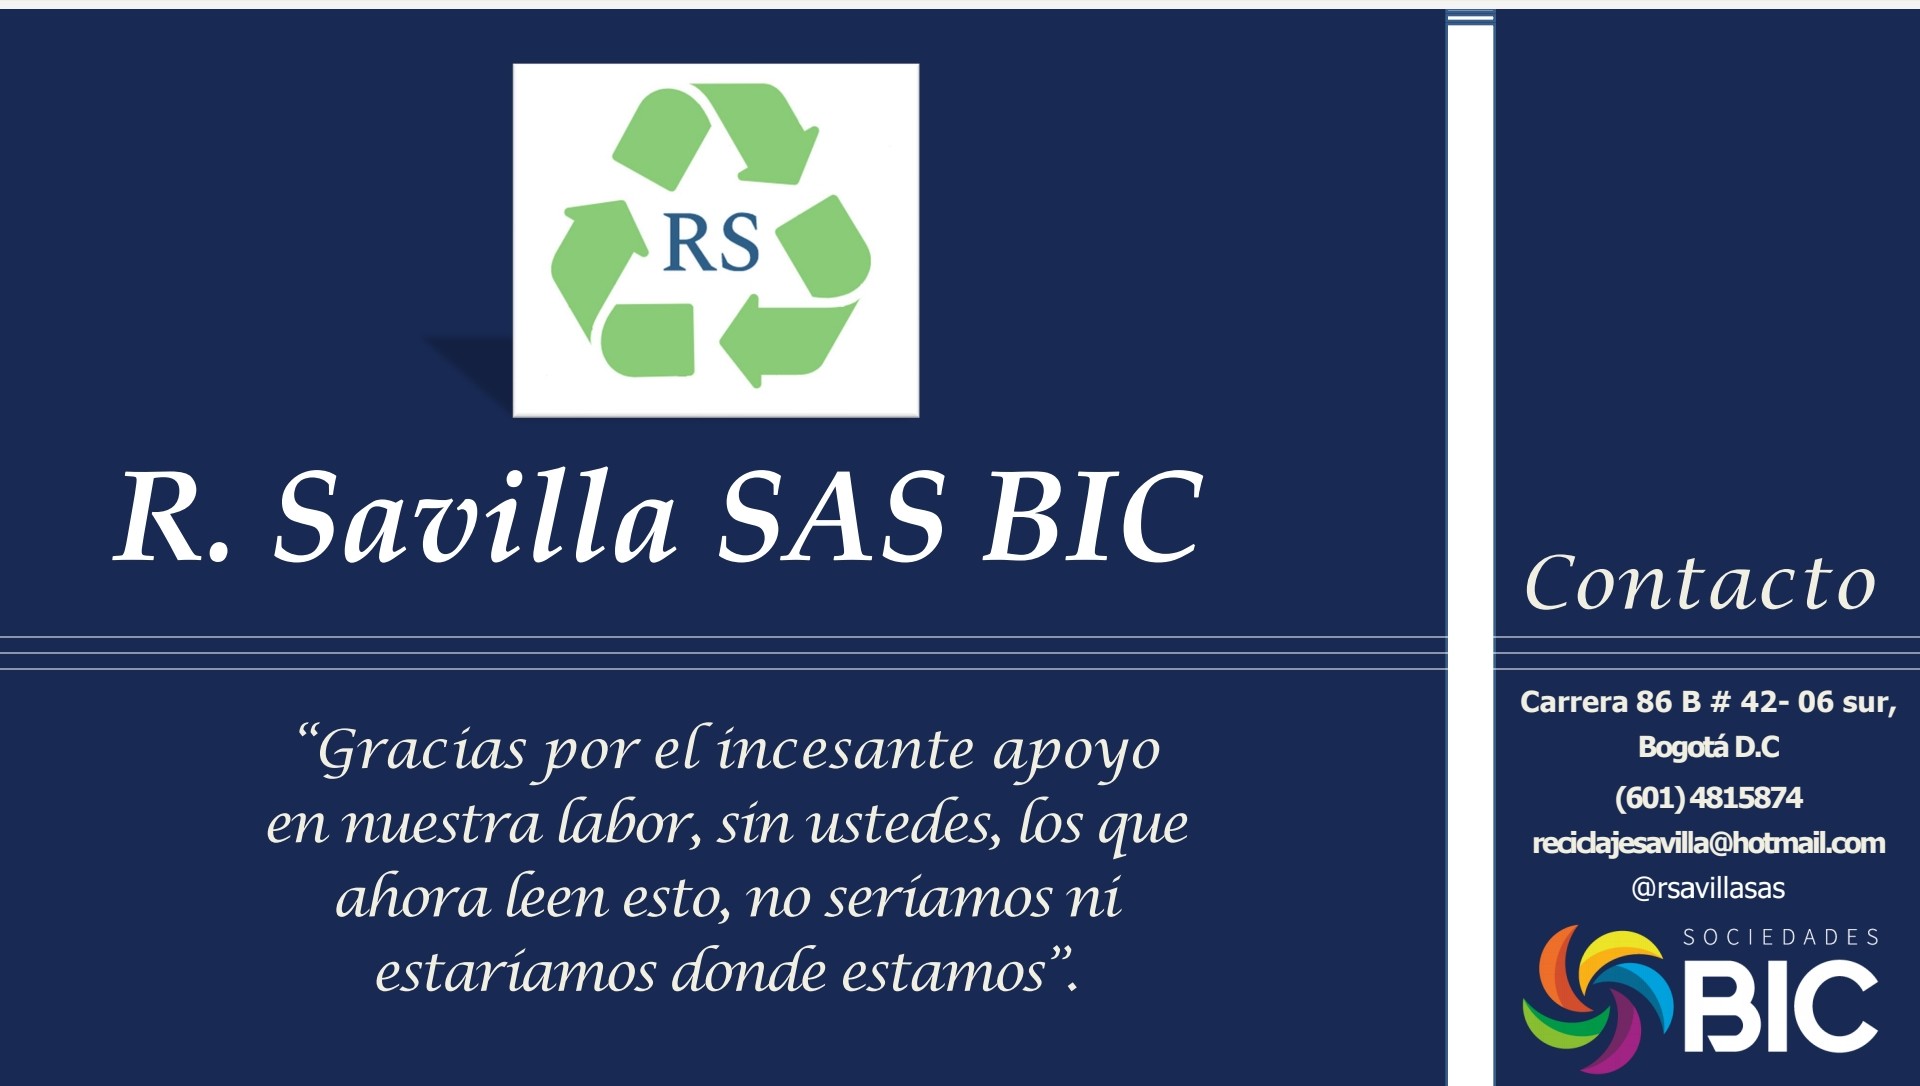 RS
R. Savilla SAS BIC
“Gracias por el incesante apoyo
en nuestra labor, sin ustedes, los que
ahora leen esto, no seríamos ni
estaríamos donde estamos”.
Contacto
Carrera 86 B # 42- 06 sur,
Bogotá D.C
(601) 4815874
reciclajesavilla@hotmail.com
@rsavillasas
SOCIEDADES
BIC